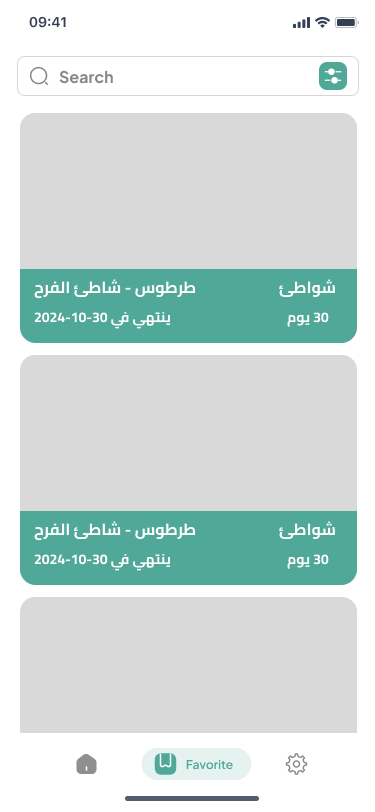 09:41
Search
شواطئ
طرطوس - شاطئ الفرح
30 يوم
ينتهي في 30-10-2024
شواطئ
طرطوس - شاطئ الفرح
30 يوم
ينتهي في 30-10-2024
Favorite